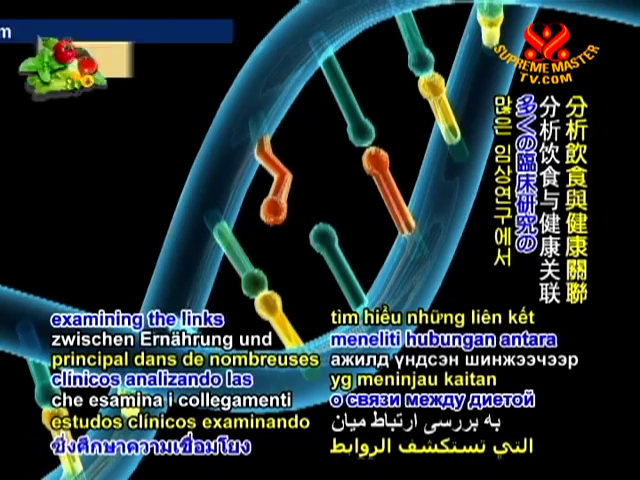 m
SUPREME MASTER
TV.COM
分析飲食與健康關聯
分析饮食与健康关联
多くの臨床研究の
많은 임상연구에서
examining the links
zwischen Ernährung und
principal dans de nombreuses
clínicos analizando las
che esamina i collegamenti
estudos clínicos examinando
ซึ่งศึกษาความเชื่อมโยง
tìm hiểu những liên kết
meneliti hubungan antara
ажилд үндсэн шинжээчээр
yg meninjau kaitan
о связи между диетой
به بررسی ارتباط میان
التي تستكشف الروابط